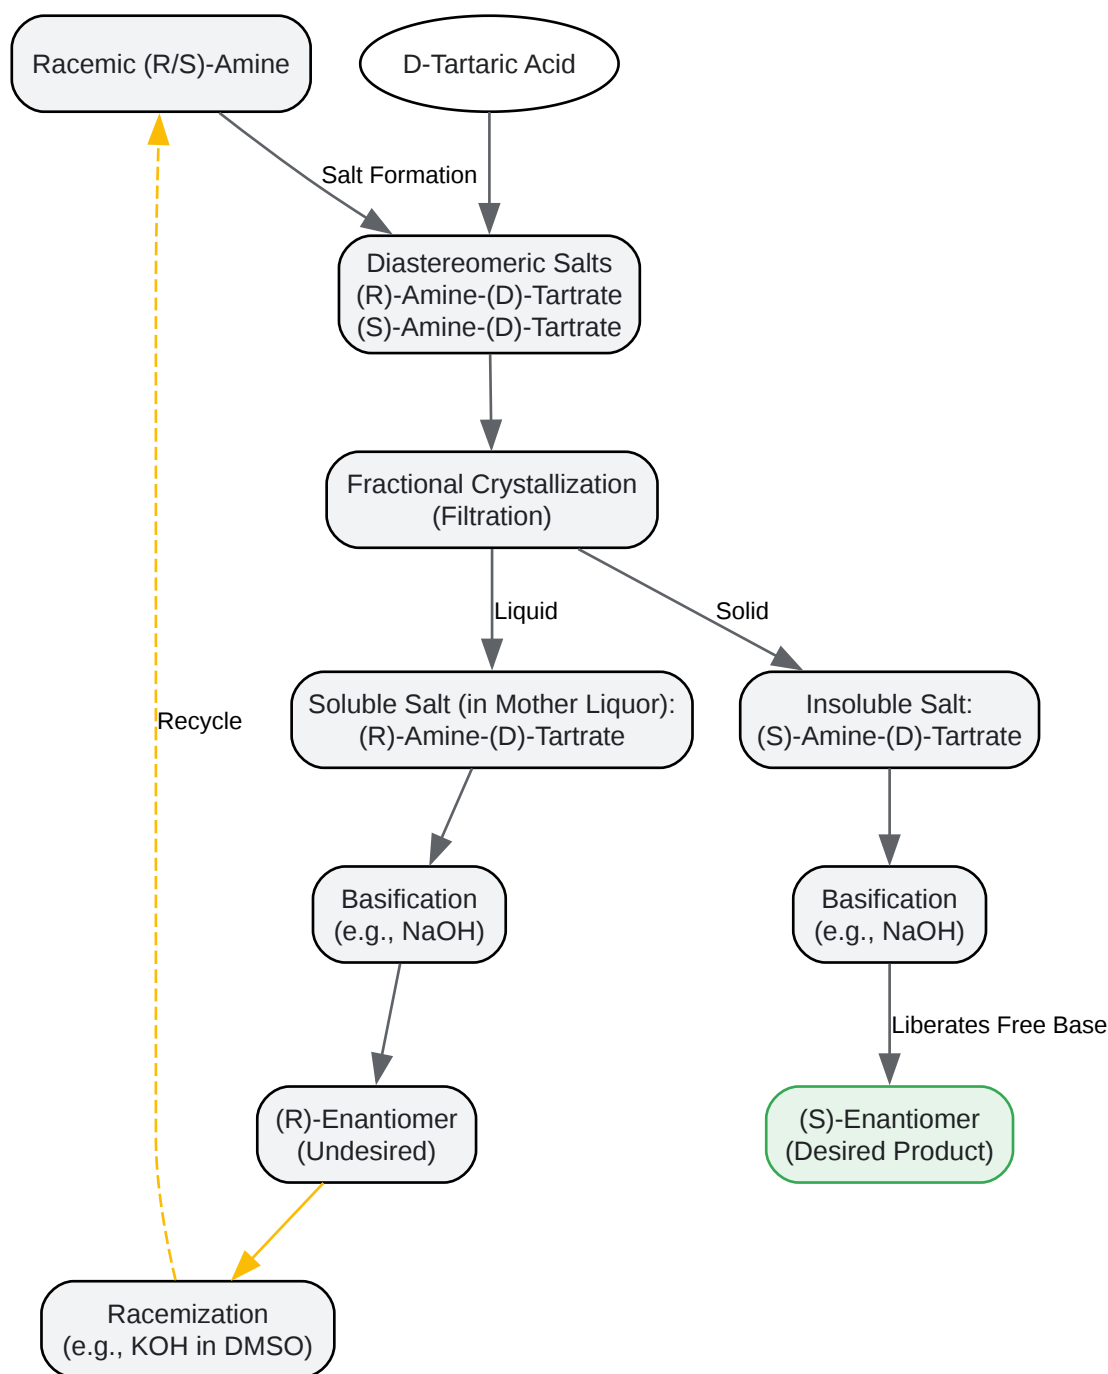 Racemic (R/S)-Amine
D-Tartaric Acid
Salt Formation
Diastereomeric Salts
(R)-Amine-(D)-Tartrate
(S)-Amine-(D)-Tartrate
Fractional Crystallization
(Filtration)
Liquid
Solid
Soluble Salt (in Mother Liquor):
(R)-Amine-(D)-Tartrate
Insoluble Salt:
(S)-Amine-(D)-Tartrate
Recycle
Basification
(e.g., NaOH)
Basification
(e.g., NaOH)
Liberates Free Base
(R)-Enantiomer
(Undesired)
(S)-Enantiomer
(Desired Product)
Racemization
(e.g., KOH in DMSO)